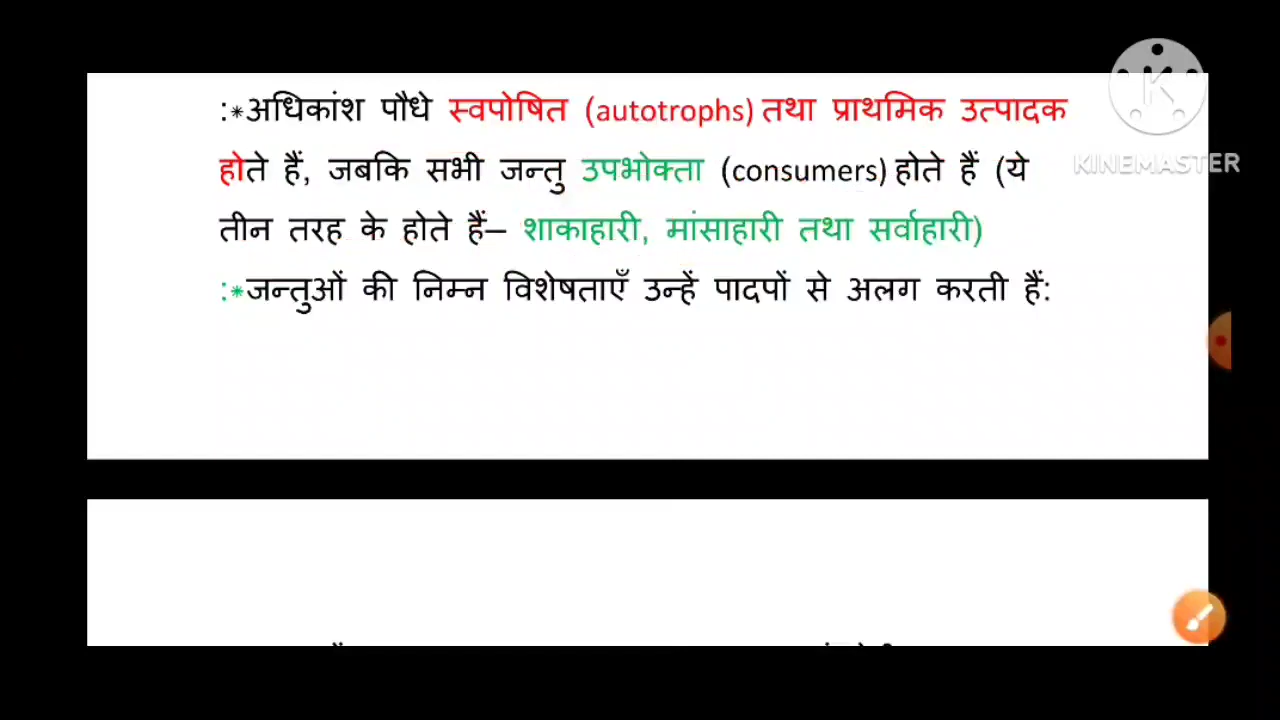 :*अधिकांश पौधे स्वपोषित (autotrophs) तथा प्राथमिक उत्पादक
होते हैं, जबकि सभी जन्तु उपभोक्ता (consumers) होते हैं (ये
तीन तरह के होते हैं– शाकाहारी, मांसाहारी तथा सर्वाहारी)
:*जन्तुओं की निम्न विशेषताएँ उन्हें पादपों से अलग करती हैं:
K
KINEMASTER